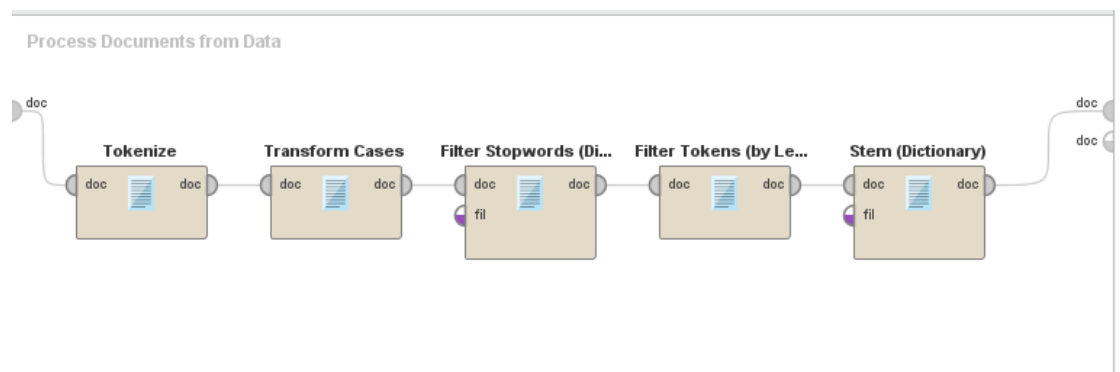 Process Documents from Data
doc
doc
doc
Tokenize
Transform Cases
Filter Stopwords (Di...
Filter Tokens (by Le...
Stem (Dictionary)
doc doc
doc doc
doc doc
fil
doc doc
doc doc
fil